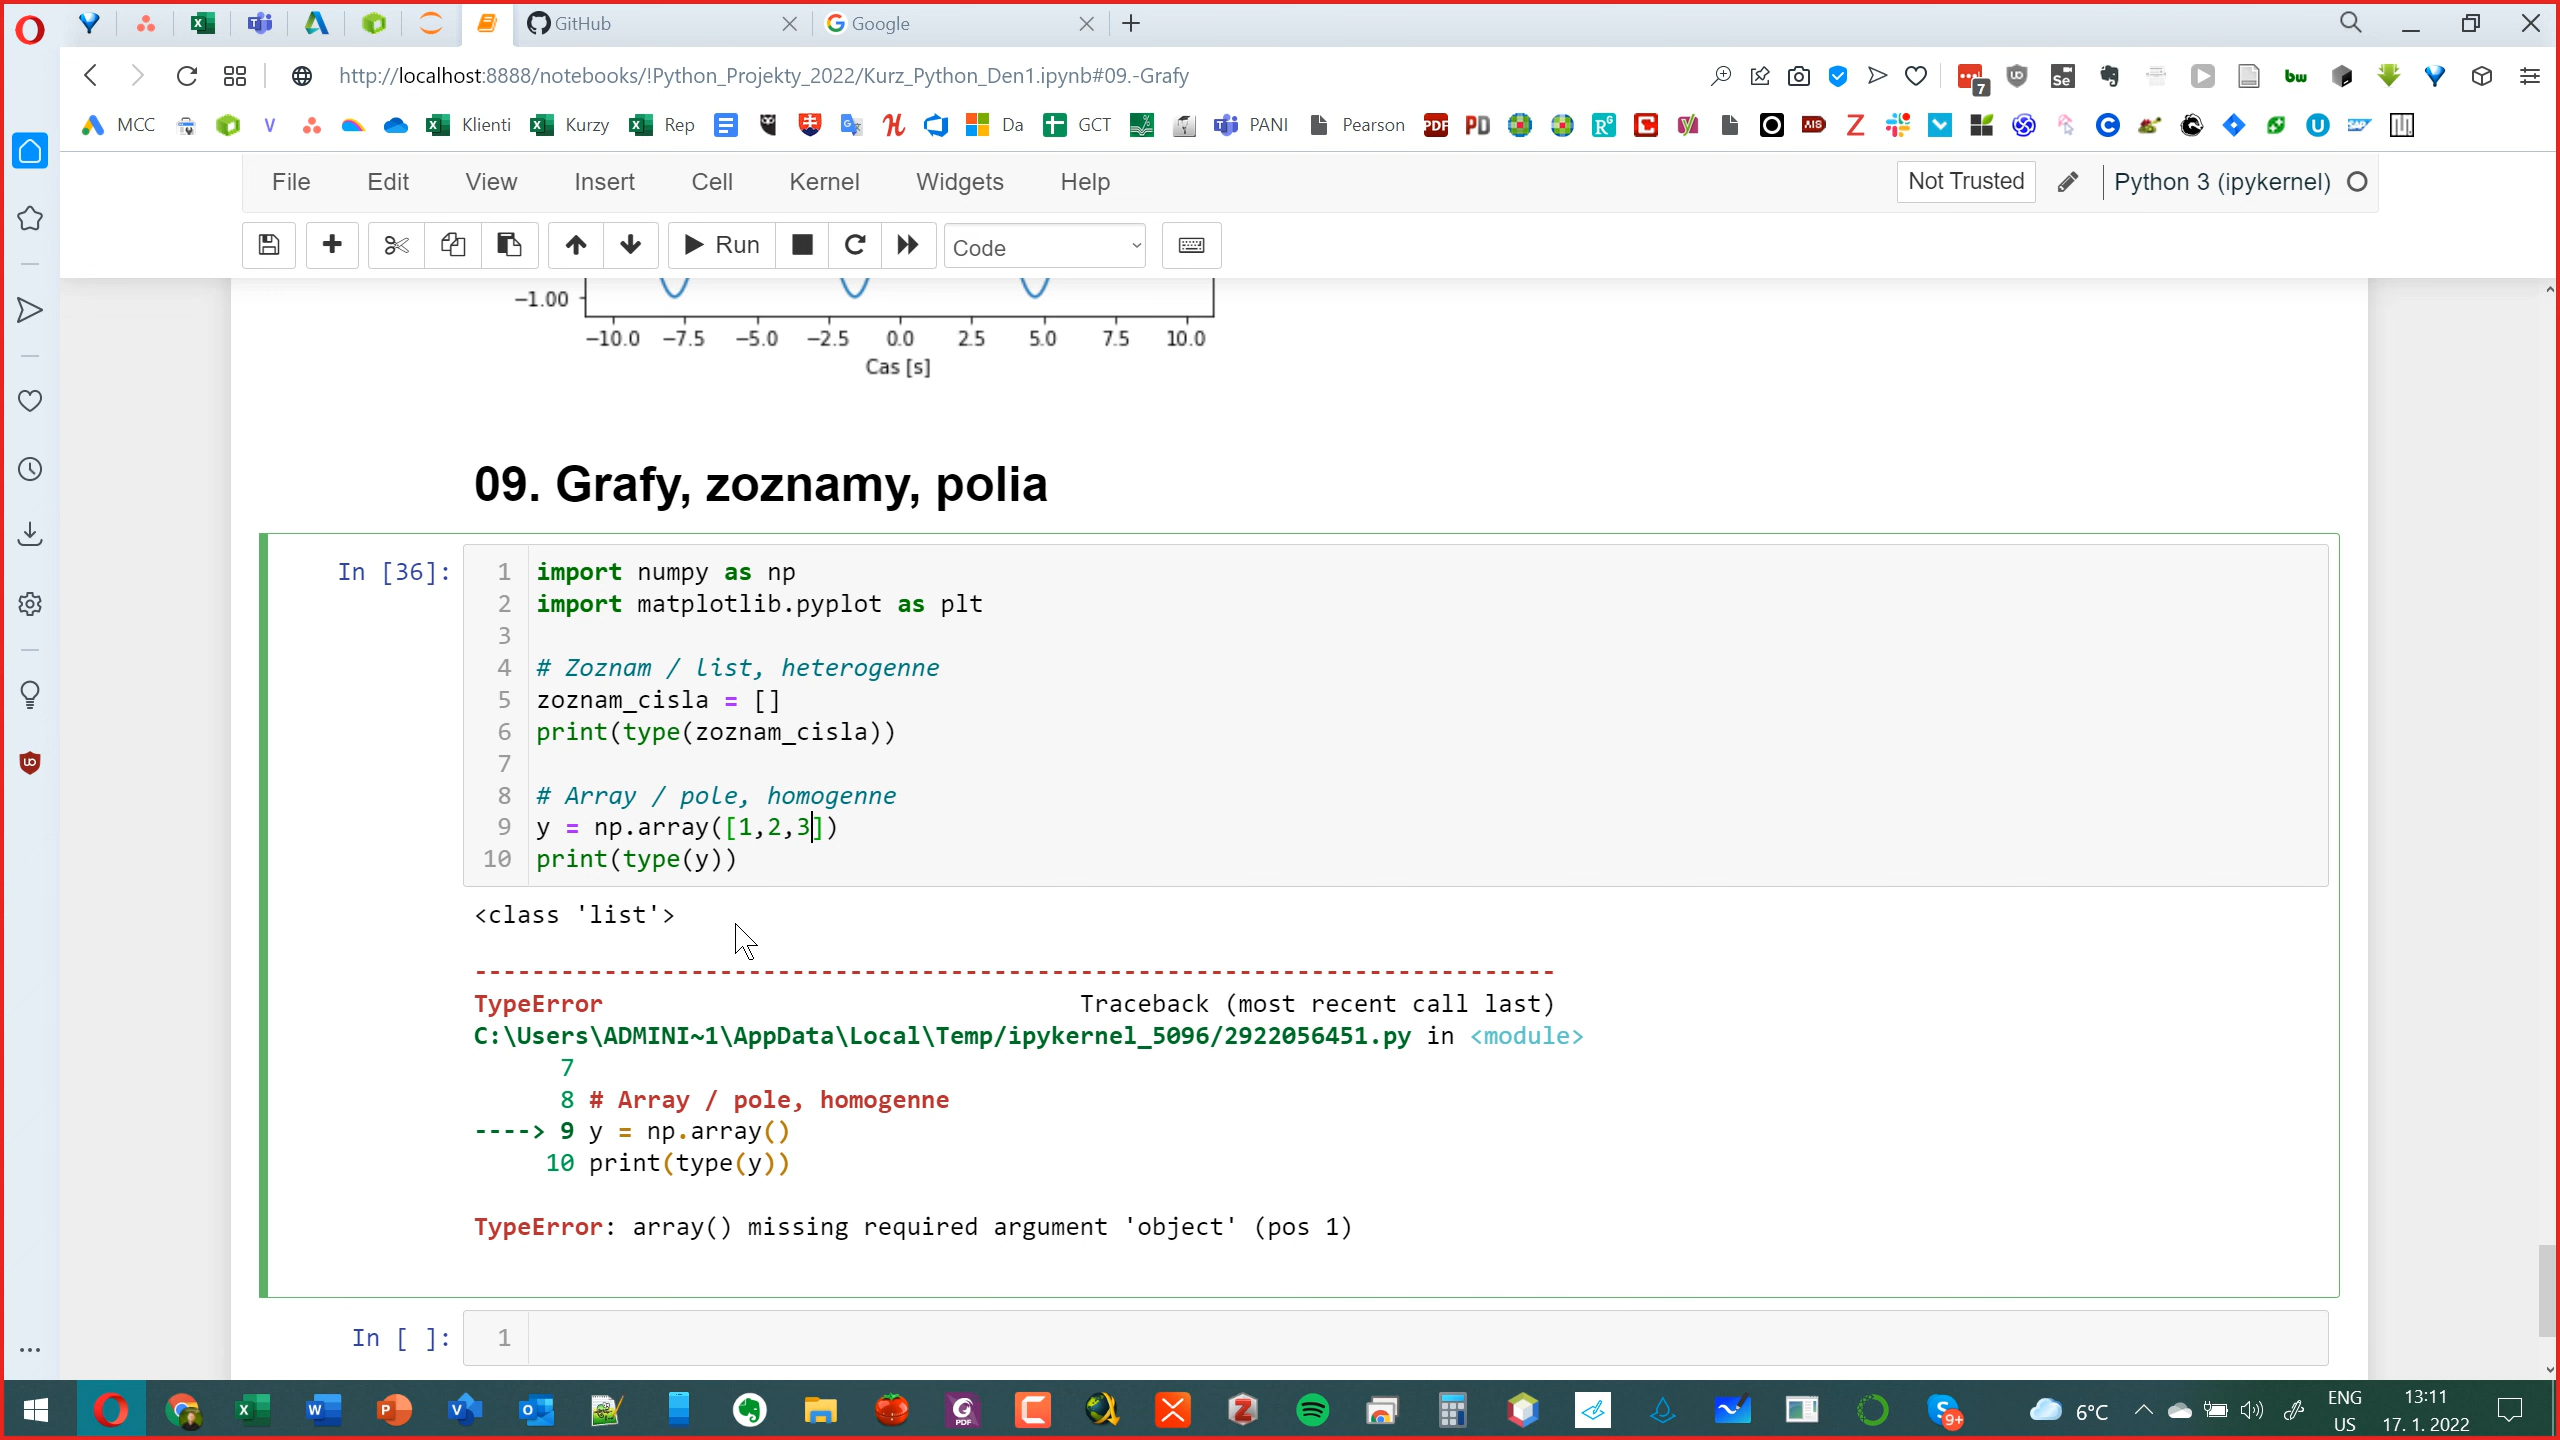 GitHub
Google
http://localhost:8888/notebooks/!Python_Projekty_2022/Kurz_Python_Den1.ipynb#09.-Grafy
7
MCC
V
Klienti
Kurzy
Rep
Da
GCT
PANI
Pearson
File Edit View Insert Cell Kernel Widgets Help
Not Trusted
Python 3 (ipykernel)
Run
Code
−1.00
−10.0 −7.5 −5.0 −2.5 0.0 2.5 5.0 7.5 10.0
Cas [s]
09. Grafy, zoznamy, polia
In [36]:
1 import numpy as np
2 import matplotlib.pyplot as plt
3
4 # Zoznam / list, heterogenne
5 zoznam_cisla = []
6 print(type(zoznam_cisla))
7
8 # Array / pole, homogenne
9 y = np.array([1,2,3])
10 print(type(y))
<class 'list'>
---------------------------------------------------------------------------
TypeError Traceback (most recent call last)
C:\Users\ADMINI~1\AppData\Local\Temp/ipykernel_5096/2922056451.py in <module>
7
8 # Array / pole, homogenne
----> 9 y = np.array()
10 print(type(y))
TypeError: array() missing required argument 'object' (pos 1)
In [ ]: 1
6°C
ENG
US
13:11
17. 1. 2022
9+